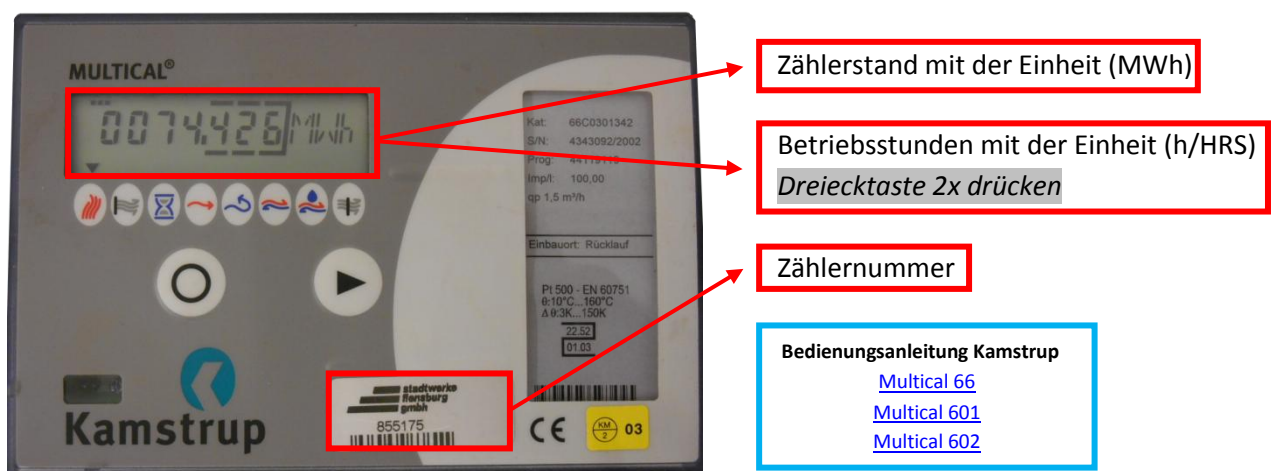 MULTICAL®
0074.426 MWh
Kat: 66C0301342
S/N: 4343092/2002
Imp/l: 100,00
qp 1,5 m³/h
Einbauort: Rücklauf
Pt 500 - EN 60751
θ:10°C...160°C
Δ θ:3K...150K
22.52
01.03
Kamstrup
stadtwerke
flensburg
gmbh
855175
CE
KM
2
03
Zählerstand mit der Einheit (MWh)
Betriebsstunden mit der Einheit (h/HRS)
Dreiecktaste 2x drücken
Zählernummer
Bedienungsanleitung Kamstrup
Multical 66
Multical 601
Multical 602